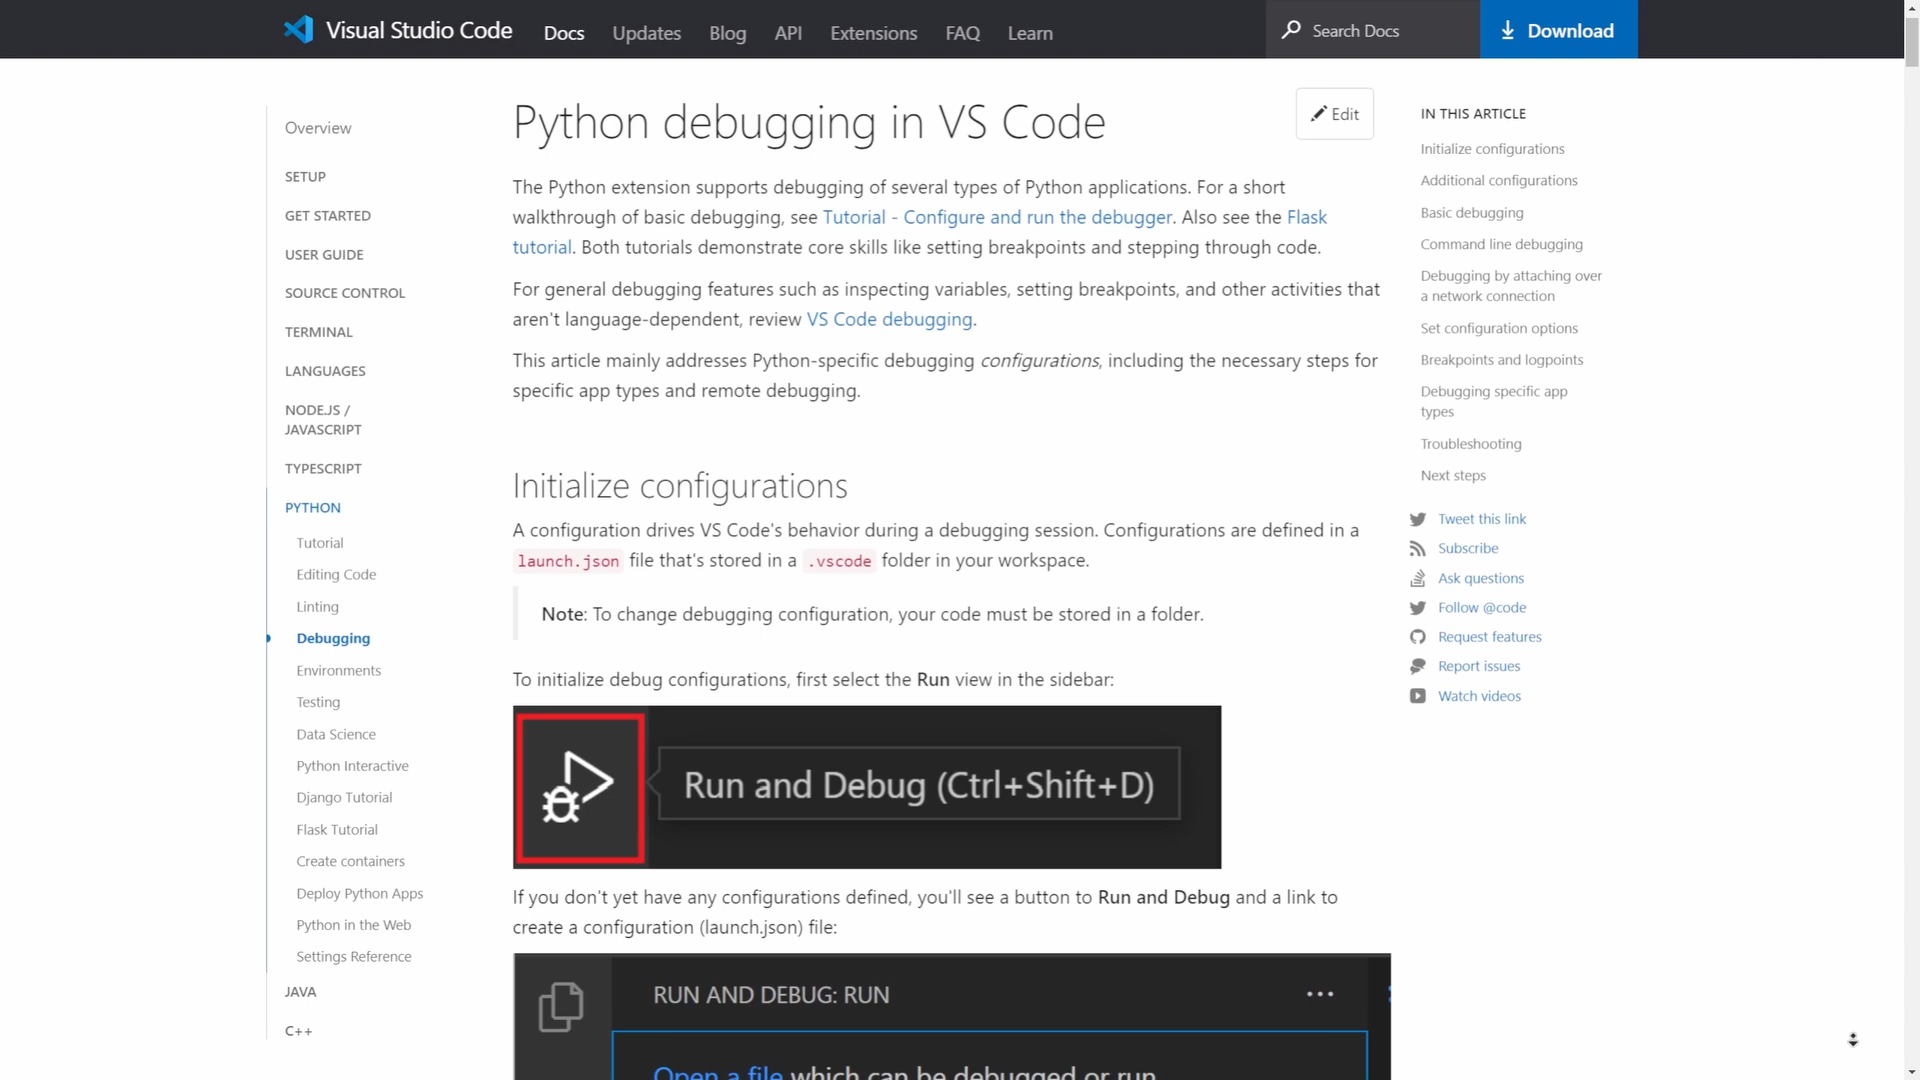 Visual Studio Code Docs Updates Blog API Extensions FAQ Learn Search Docs Download
Overview
SETUP
GET STARTED
USER GUIDE
SOURCE CONTROL
TERMINAL
LANGUAGES
NODE.JS /
JAVASCRIPT
TYPESCRIPT
PYTHON
Tutorial
Editing Code
Linting
Debugging
Environments
Testing
Data Science
Python Interactive
Django Tutorial
Flask Tutorial
Create containers
Deploy Python Apps
Python in the Web
Settings Reference
JAVA
C++
Python debugging in VS Code
Edit
The Python extension supports debugging of several types of Python applications. For a short
walkthrough of basic debugging, see Tutorial - Configure and run the debugger. Also see the Flask
tutorial. Both tutorials demonstrate core skills like setting breakpoints and stepping through code.
For general debugging features such as inspecting variables, setting breakpoints, and other activities that
aren't language-dependent, review VS Code debugging.
This article mainly addresses Python-specific debugging configurations, including the necessary steps for
specific app types and remote debugging.
Initialize configurations
A configuration drives VS Code's behavior during a debugging session. Configurations are defined in a
launch.json file that's stored in a .vscode folder in your workspace.
Note: To change debugging configuration, your code must be stored in a folder.
To initialize debug configurations, first select the Run view in the sidebar:
Run and Debug (Ctrl+Shift+D)
If you don't yet have any configurations defined, you'll see a button to Run and Debug and a link to
create a configuration (launch.json) file:
RUN AND DEBUG: RUN
Open a file which can be debugged or run
IN THIS ARTICLE
Initialize configurations
Additional configurations
Basic debugging
Command line debugging
Debugging by attaching over
a network connection
Set configuration options
Breakpoints and logpoints
Debugging specific app
types
Troubleshooting
Next steps
Tweet this link
Subscribe
Ask questions
Follow @code
Request features
Report issues
Watch videos